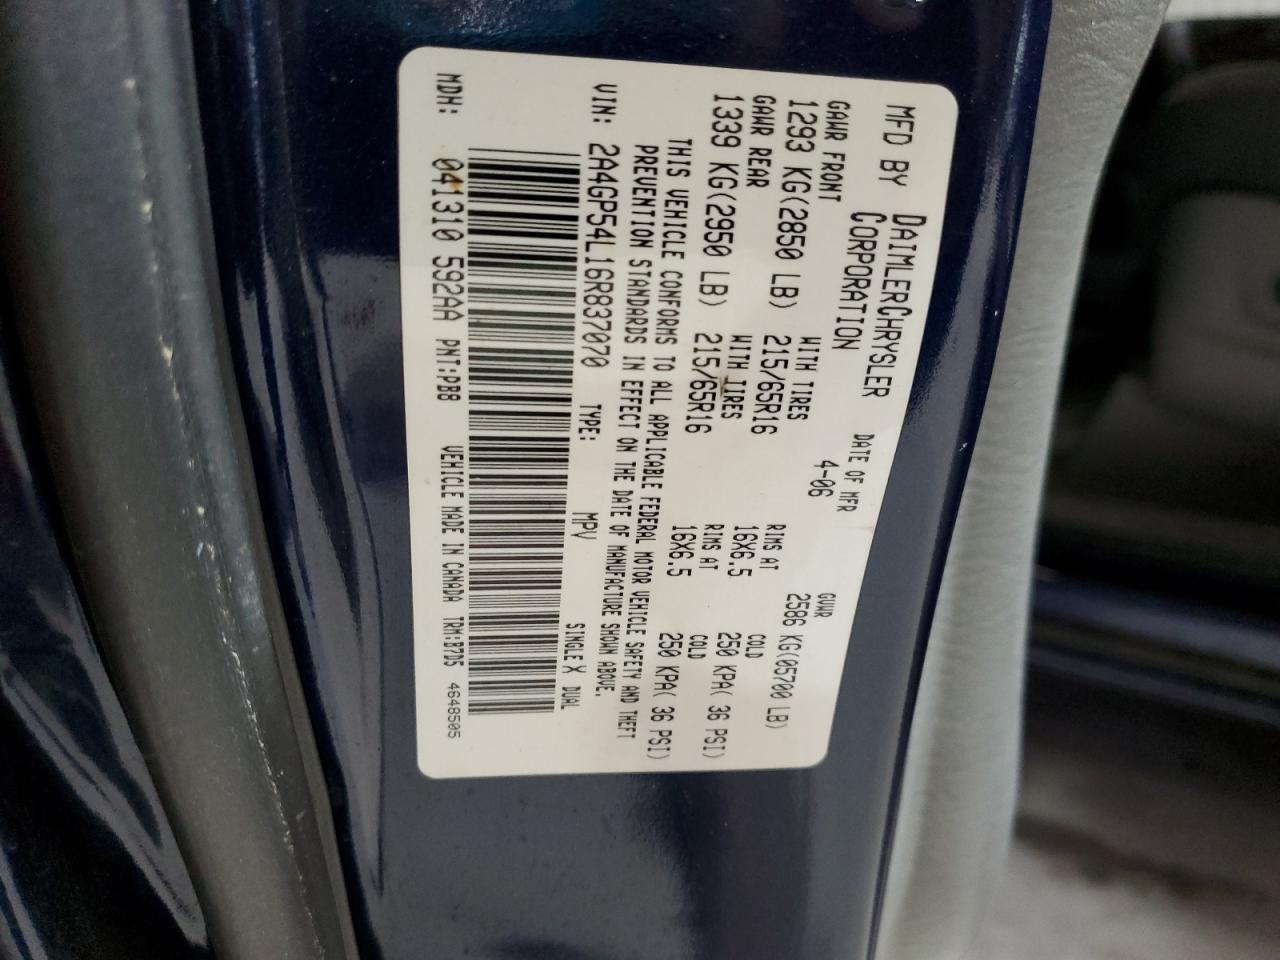 MFD BY DAIMLERCHRYSLER CORPORATION
DATE OF MFR 4-06
GVWR 2586 KG(05700 LB)
GAWR FRONT WITH TIRES RIMS AT COLD
1293 KG(2850 LB) 215/65R16 16X6.5 250 KPA( 36 PSI)
GAWR REAR WITH TIRES RIMS AT COLD
1339 KG(2950 LB) 215/65R16 16X6.5 250 KPA( 36 PSI)
THIS VEHICLE CONFORMS TO ALL APPLICABLE FEDERAL MOTOR VEHICLE SAFETY AND THEFT
PREVENTION STANDARDS IN EFFECT ON THE DATE OF MANUFACTURE SHOWN ABOVE.
VIN: 2A4GP54L16R837070 TYPE: MPV SINGLE X DUAL
MDH: 041310 592AA PNT:PB8 VEHICLE MADE IN CANADA TRM:B7D5 4648505